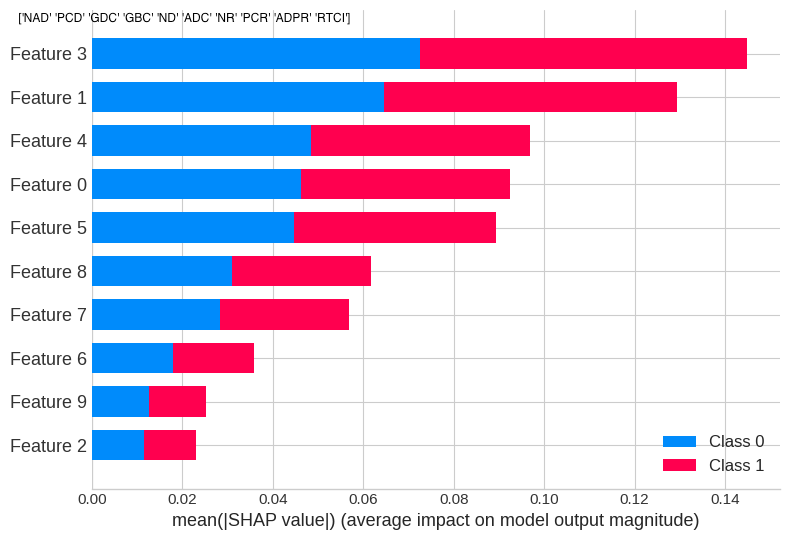 ['NAD' 'PCD' 'GDC' 'GBC' 'ND' 'ADC' 'NR' 'PCR' 'ADPR' 'RTCI']
Feature 3
Feature 1
Feature 4
Feature 0
Feature 5
Feature 8
Feature 7
Feature 6
Feature 9
Feature 2
Class 0
Class 1
0.00 0.02 0.04 0.06 0.08 0.10 0.12 0.14
mean(|SHAP value|) (average impact on model output magnitude)